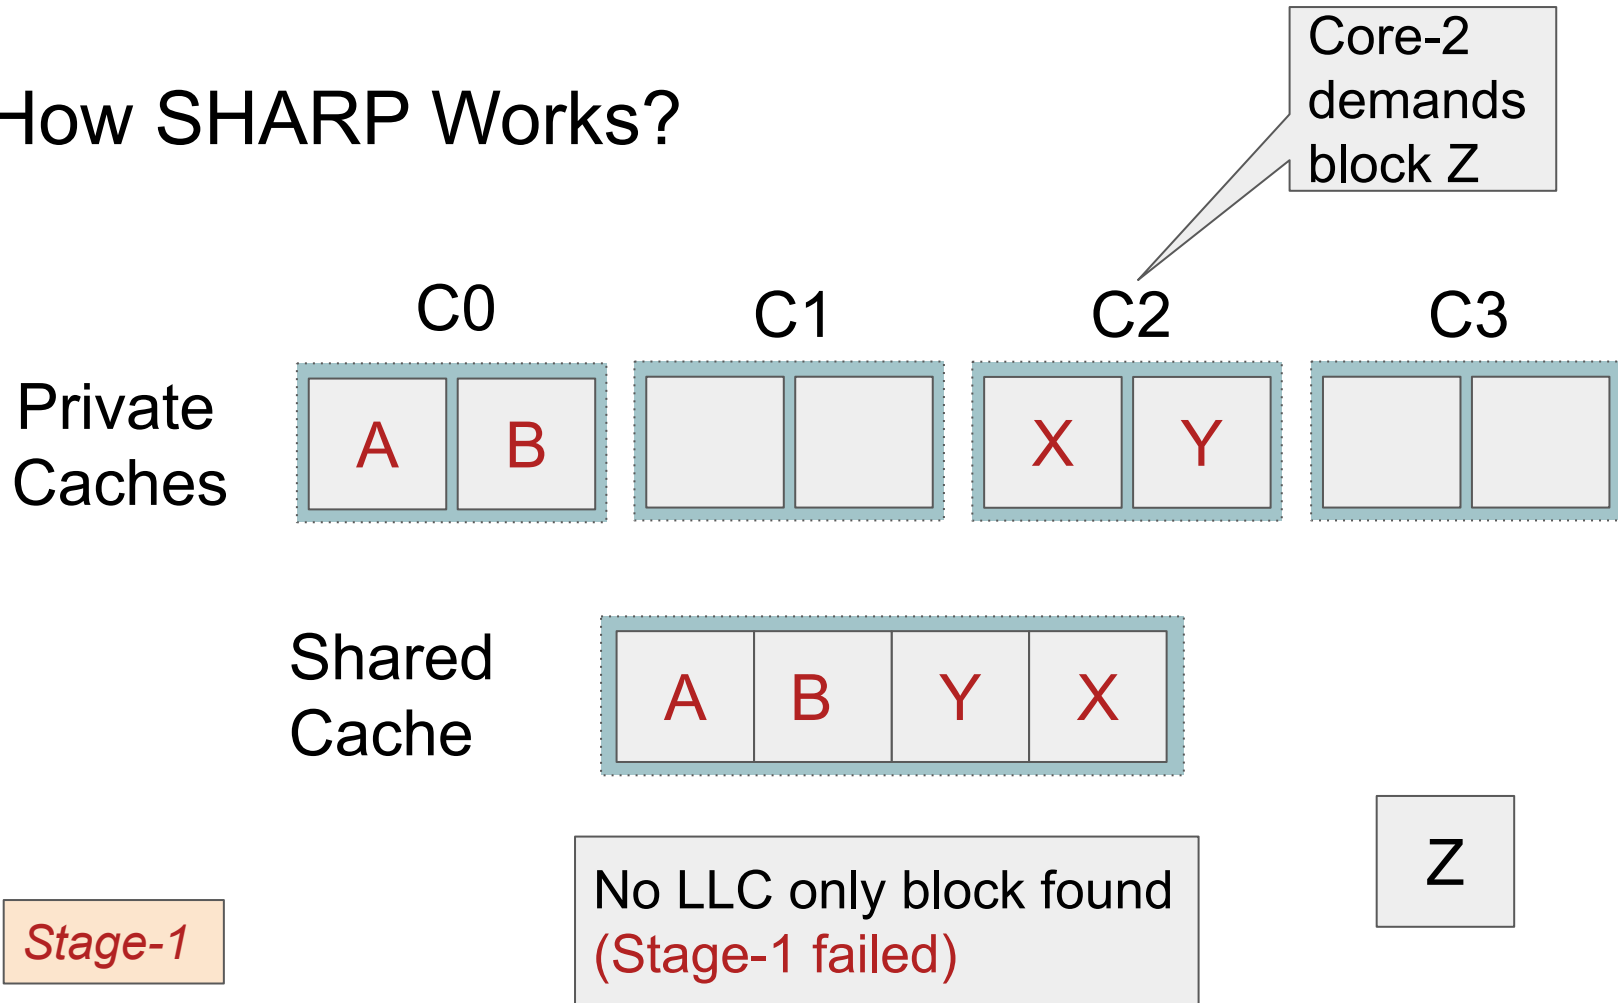 How SHARP Works?
Core-2
demands
block Z
C0
C1
C2
C3
Private
Caches
A
B
X
Y
Shared
Cache
A
B
Y
X
Z
No LLC only block found
(Stage-1 failed)
Stage-1